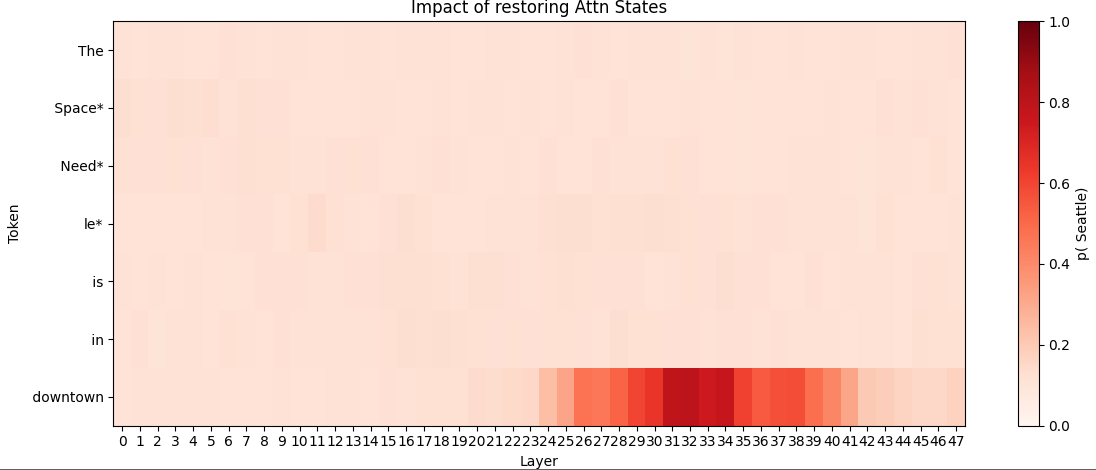 Impact of restoring Attn States
The
Space*
Need*
le*
is
in
downtown
Token
0 1 2 3 4 5 6 7 8 9 10 11 12 13 14 15 16 17 18 19 20 21 22 23 24 25 26 27 28 29 30 31 32 33 34 35 36 37 38 39 40 41 42 43 44 45 46 47
Layer
1.0
0.8
0.6
0.4
0.2
0.0
p( Seattle)